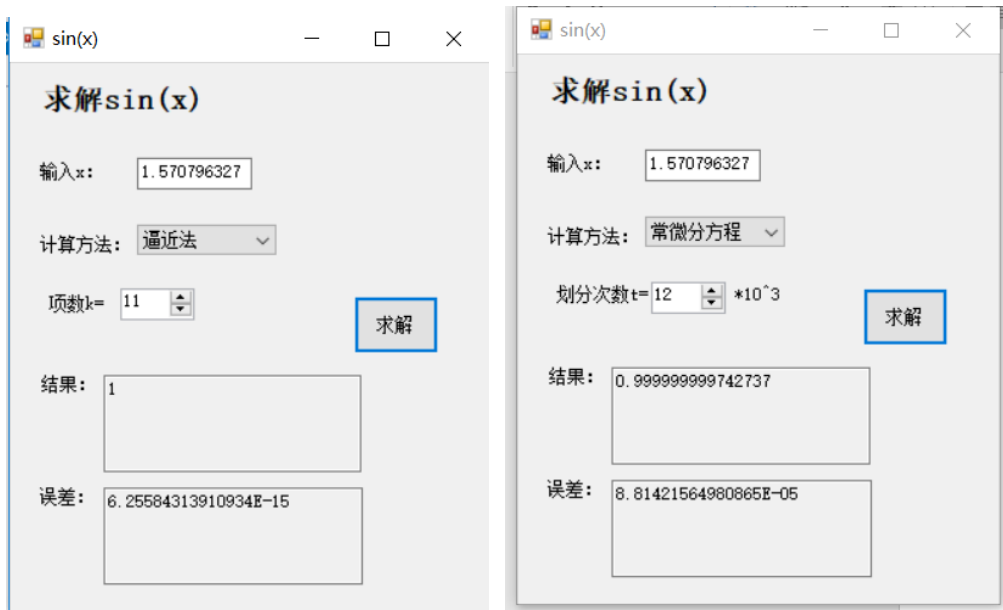 sin(x)
求解sin(x)
输入x:
1.570796327
计算方法:
逼近法
项数k=
11
求解
结果:
1
误差:
6.25584313910934E-15
sin(x)
求解sin(x)
输入x:
1.570796327
计算方法:
常微分方程
划分次数t=
12
*10^3
求解
结果:
0.999999999742737
误差:
8.81421564980865E-05